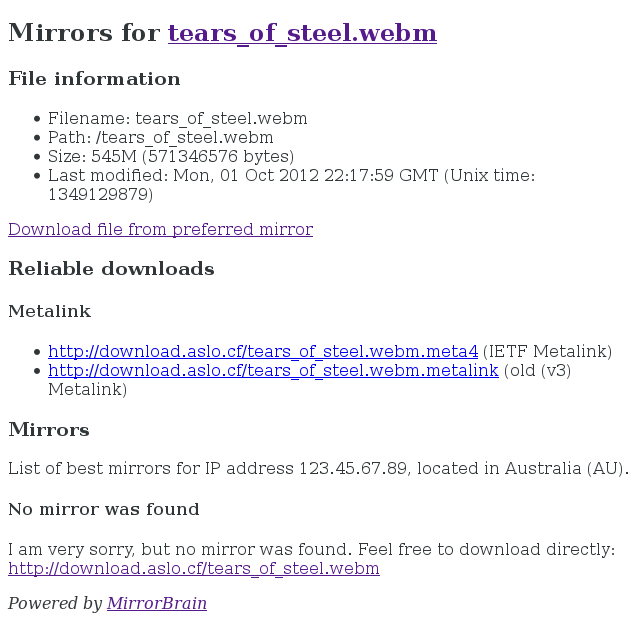 Mirrors for tears_of_steel.webm
File information
• Filename: tears_of_steel.webm
• Path: /tears_of_steel.webm
• Size: 545M (571346576 bytes)
• Last modified: Mon, 01 Oct 2012 22:17:59 GMT (Unix time:
1349129879)
Download file from preferred mirror
Reliable downloads
Metalink
• http://download.aslo.cf/tears_of_steel.webm.meta4 (IETF Metalink)
• http://download.aslo.cf/tears_of_steel.webm.metalink (old (v3)
Metalink)
Mirrors
List of best mirrors for IP address 123.45.67.89, located in Australia (AU).
No mirror was found
I am very sorry, but no mirror was found. Feel free to download directly:
http://download.aslo.cf/tears_of_steel.webm
Powered by MirrorBrain